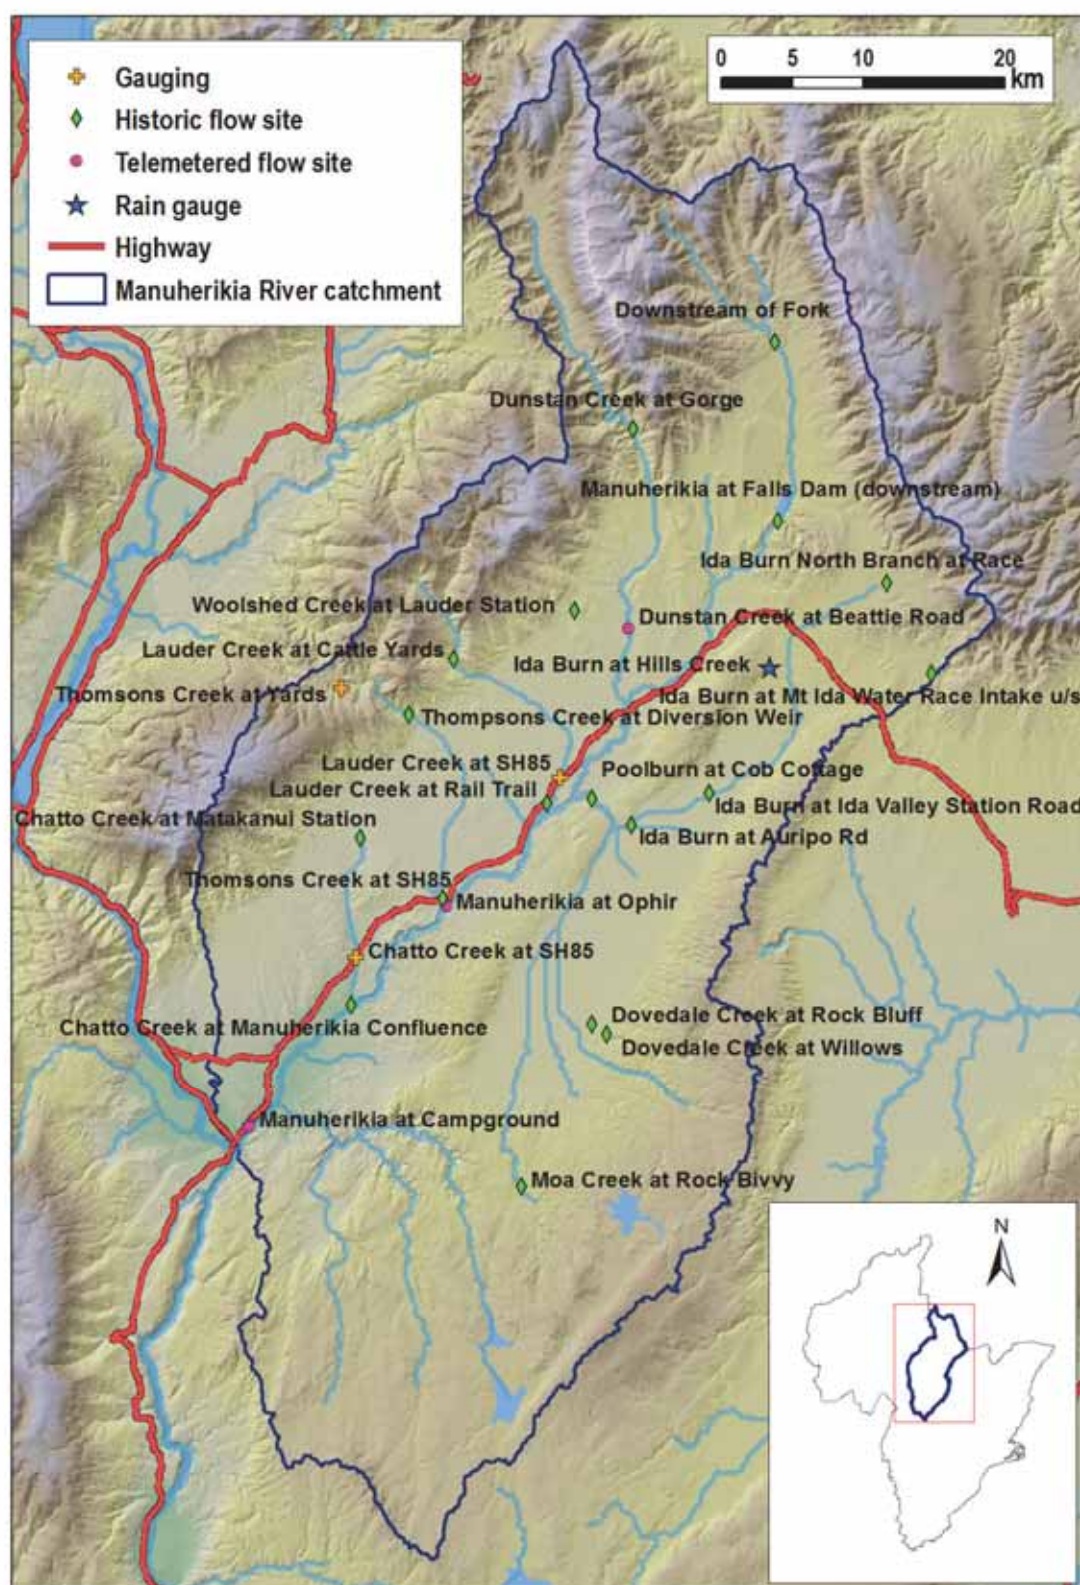 0 5 10 20
km
Gauging
Historic flow site
Telemetered flow site
Rain gauge
Highway
Manuherikia River catchment
Downstream of Fork
Dunstan Creek at Gorge
Manuherikia at Falls Dam (downstream)
Ida Burn North Branch at Race
Woolshed Creek at Lauder Station
Dunstan Creek at Beattie Road
Lauder Creek at Cattle Yards
Ida Burn at Hills Creek
Thomsons Creek at Yards
Ida Burn at Mt Ida Water Race Intake u/s
Thompsons Creek at Diversion Weir
Lauder Creek at SH85
Poolburn at Cob Cottage
Lauder Creek at Rail Trail
Ida Burn at Ida Valley Station Road
Chatto Creek at Matakanui Station
Ida Burn at Auripo Rd
Thomsons Creek at SH85
Manuherikia at Ophir
Chatto Creek at SH85
Dovedale Creek at Rock Bluff
Chatto Creek at Manuherikia Confluence
Dovedale Creek at Willows
Manuherikia at Campground
Moa Creek at Rock Bivvy
N